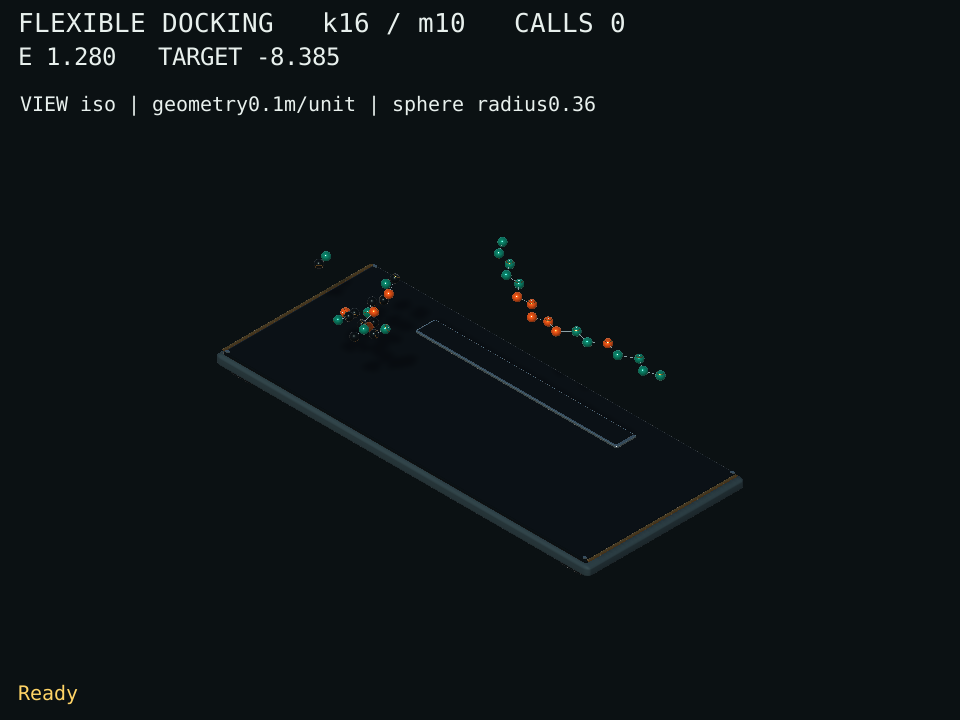 FLEXIBLE DOCKING   k16 / m10   CALLS 0
E 1.280   TARGET -8.385
VIEW iso | geometry0.1m/unit | sphere radius0.36
Ready